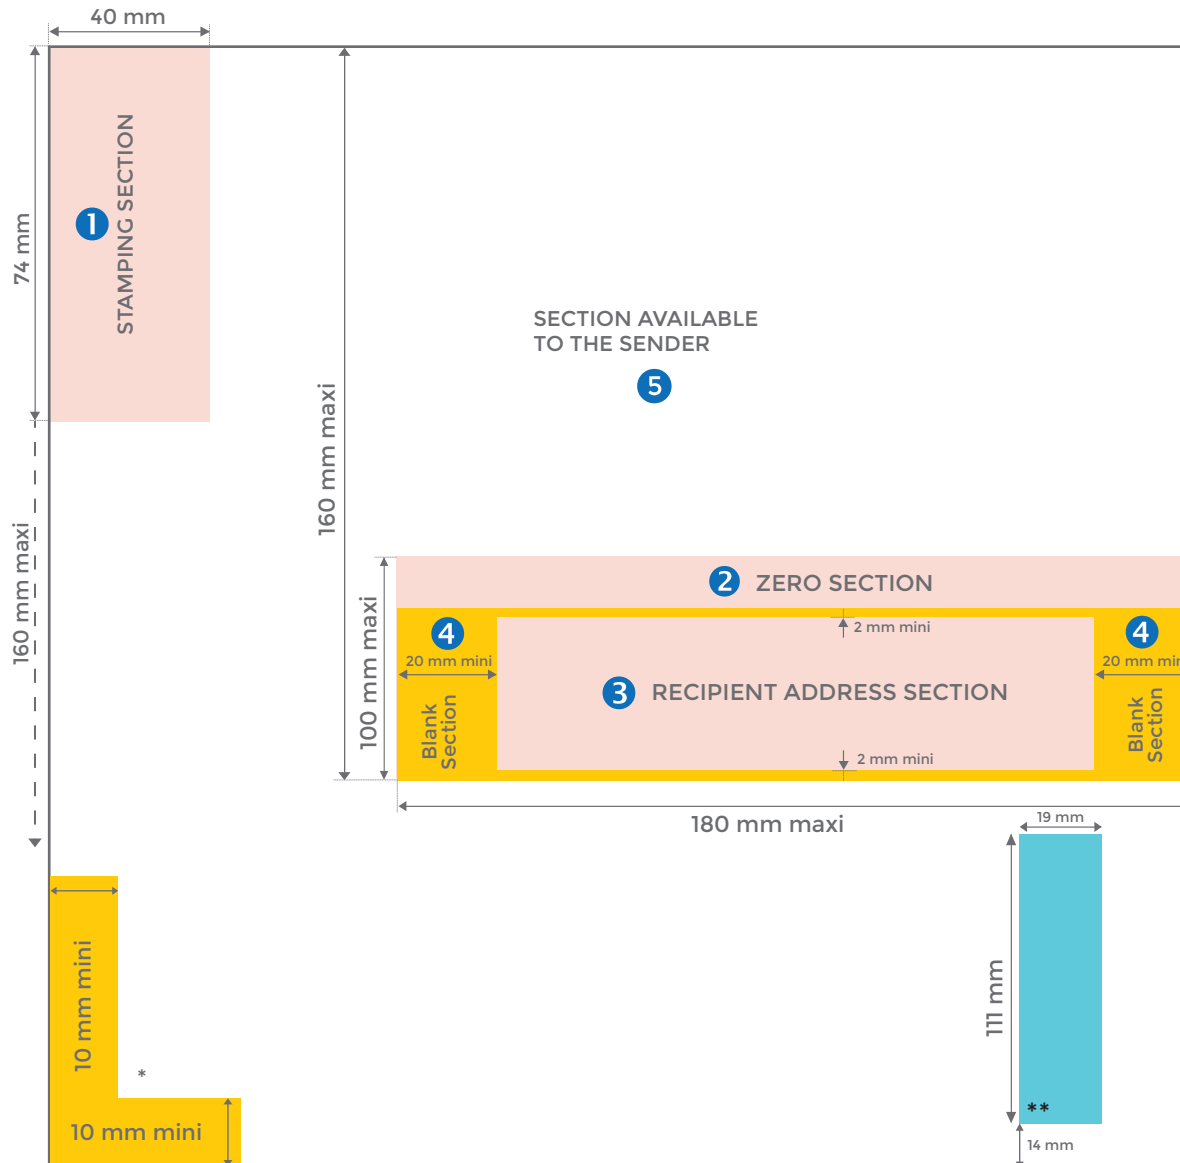 40 mm
74 mm
1
STAMPING SECTION
160 mm maxi
160 mm maxi
SECTION AVAILABLE
TO THE SENDER
5
100 mm maxi
2 ZERO SECTION
4
20 mm mini
Blank
Section
2 mm mini
3 RECIPIENT ADDRESS SECTION
2 mm mini
4
20 mm min
Blank
Section
180 mm maxi
19 mm
111 mm
**
14 mm
10 mm mini
*
10 mm mini